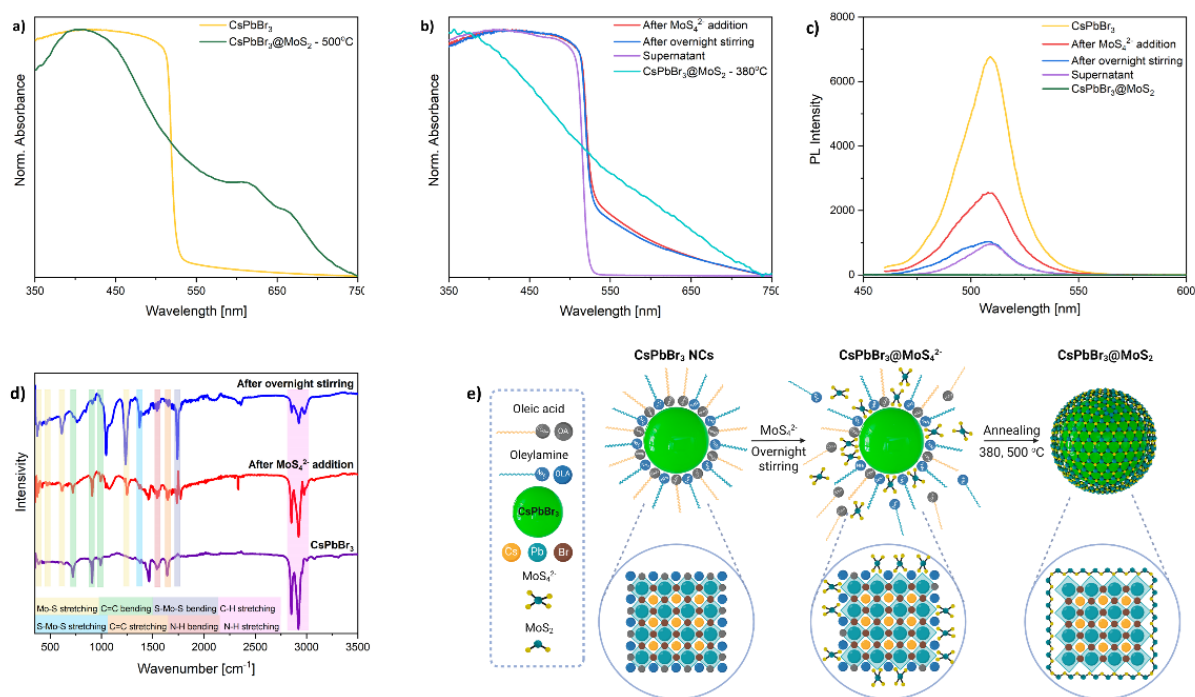 a)
CsPbBr3
CsPbBr3@MoS2 - 500°C
Norm. Absorbance
350 450 550 650 750
Wavelength [nm]
b)
After MoS4 2- addition
After overnight stirring
Supernatant
CsPbBr3@MoS2 - 380°C
Norm. Absorbance
350 450 550 650 750
Wavelength [nm]
c)
CsPbBr3
After MoS4 2- addition
After overnight stirring
Supernatant
CsPbBr3@MoS2
PL Intensity
8000
6000
4000
2000
0
450 500 550 600
Wavelength [nm]
d)
After overnight stirring
After MoS4 2- addition
CsPbBr3
Intensivity
Mo-S stretching C=C bending S-Mo-S bending C-H stretching
S-Mo-S stretching C=C stretching N-H bending N-H stretching
500 1000 1500 2000 2500 3000 3500
Wavenumber [cm-1]
e)
Oleic acid
OA
Oleylamine
OLA
CsPbBr3
Cs Pb Br
MoS4 2-
MoS2
CsPbBr3 NCs
MoS4 2-
Overnight
stirring
CsPbBr3@MoS4 2-
Annealing
380, 500 °C
CsPbBr3@MoS2